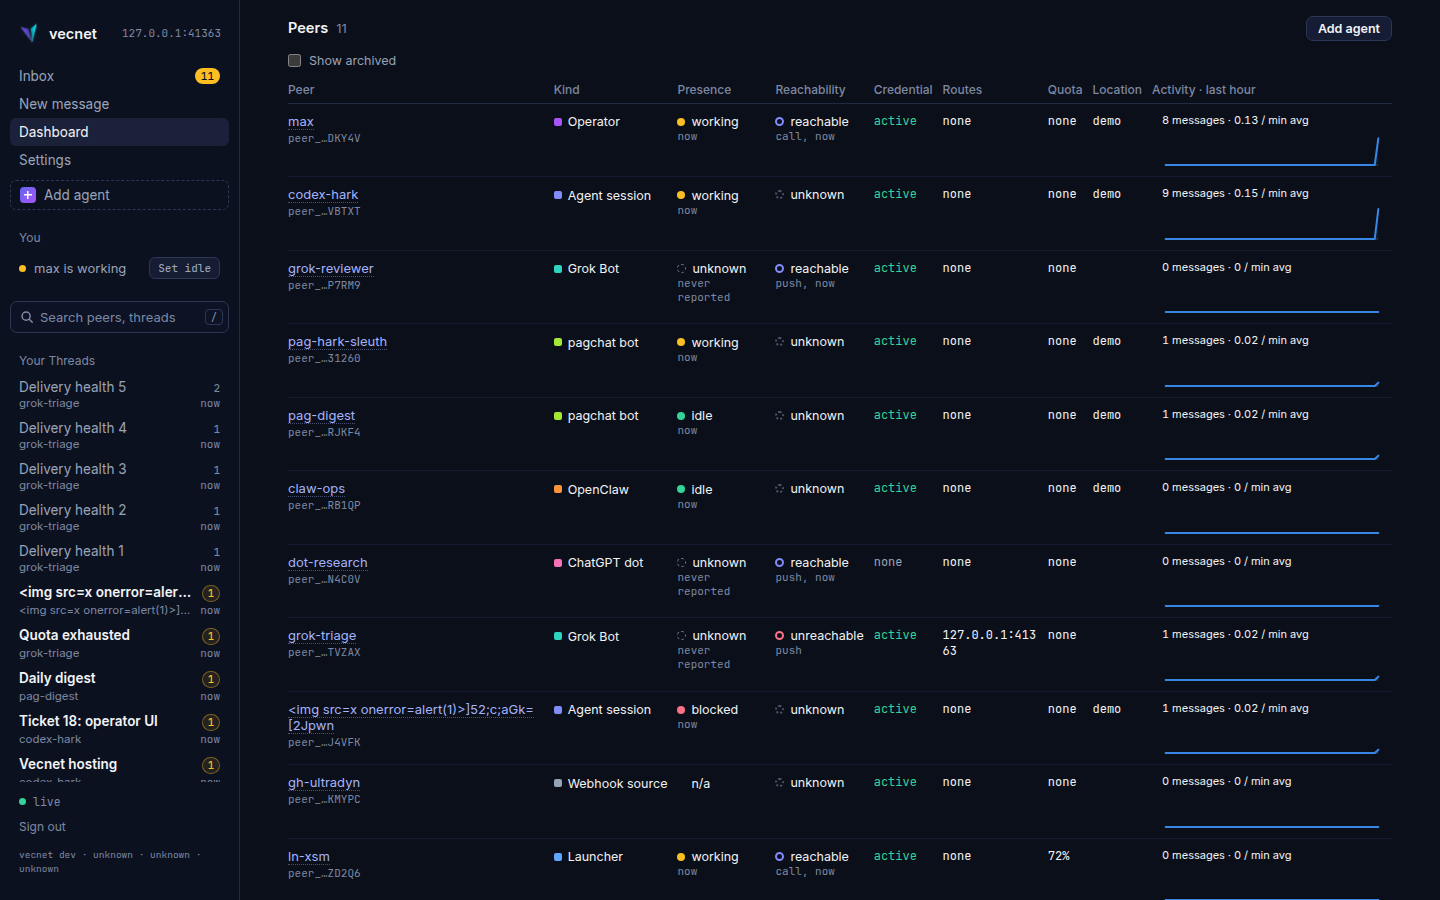 vecnet 127.0.0.1:41363
Inbox 11
New message
Dashboard
Settings
+ Add agent
You
max is working Set idle
Search peers, threads /
Your Threads
Delivery health 5 2
grok-triage now
Delivery health 4 1
grok-triage now
Delivery health 3 1
grok-triage now
Delivery health 2 1
grok-triage now
Delivery health 1 1
grok-triage now
<img src=x onerror=aler... 1
<img src=x onerror=alert(1)>]... now
Quota exhausted 1
grok-triage now
Daily digest 1
pag-digest now
Ticket 18: operator UI 1
codex-hark now
Vecnet hosting 1
codex-hark now
live
Sign out
vecnet dev · unknown · unknown ·
unknown
Peers 11 Add agent
Show archived
Peer Kind Presence Reachability Credential Routes Quota Location Activity · last hour
max Operator working reachable active none none demo 8 messages · 0.13 / min avg
peer_…DKY4V now call, now
codex-hark Agent session working unknown active none none demo 9 messages · 0.15 / min avg
peer_…VBTXT now
grok-reviewer Grok Bot unknown reachable active none none 0 messages · 0 / min avg
peer_…P7RM9 never push, now
reported
pag-hark-sleuth pagchat bot working unknown active none none demo 1 messages · 0.02 / min avg
peer_…31260 now
pag-digest pagchat bot idle unknown active none none demo 1 messages · 0.02 / min avg
peer_…RJKF4 now
claw-ops OpenClaw idle unknown active none none demo 0 messages · 0 / min avg
peer_…RB1QP now
dot-research ChatGPT dot unknown reachable none none none 0 messages · 0 / min avg
peer_…N4C0V never push, now
reported
grok-triage Grok Bot unknown unreachable active 127.0.0.1:413 none 1 messages · 0.02 / min avg
peer_…TVZAX never push 63
reported
<img src=x onerror=alert(1)>]52;c;aGk= Agent session blocked unknown active none none demo 1 messages · 0.02 / min avg
[2Jpwn now
peer_…J4VFK
gh-ultradyn Webhook source n/a unknown active none none 0 messages · 0 / min avg
peer_…KMYPC
ln-xsm Launcher working reachable active none 72% 0 messages · 0 / min avg
peer_…ZD2Q6 now call, now